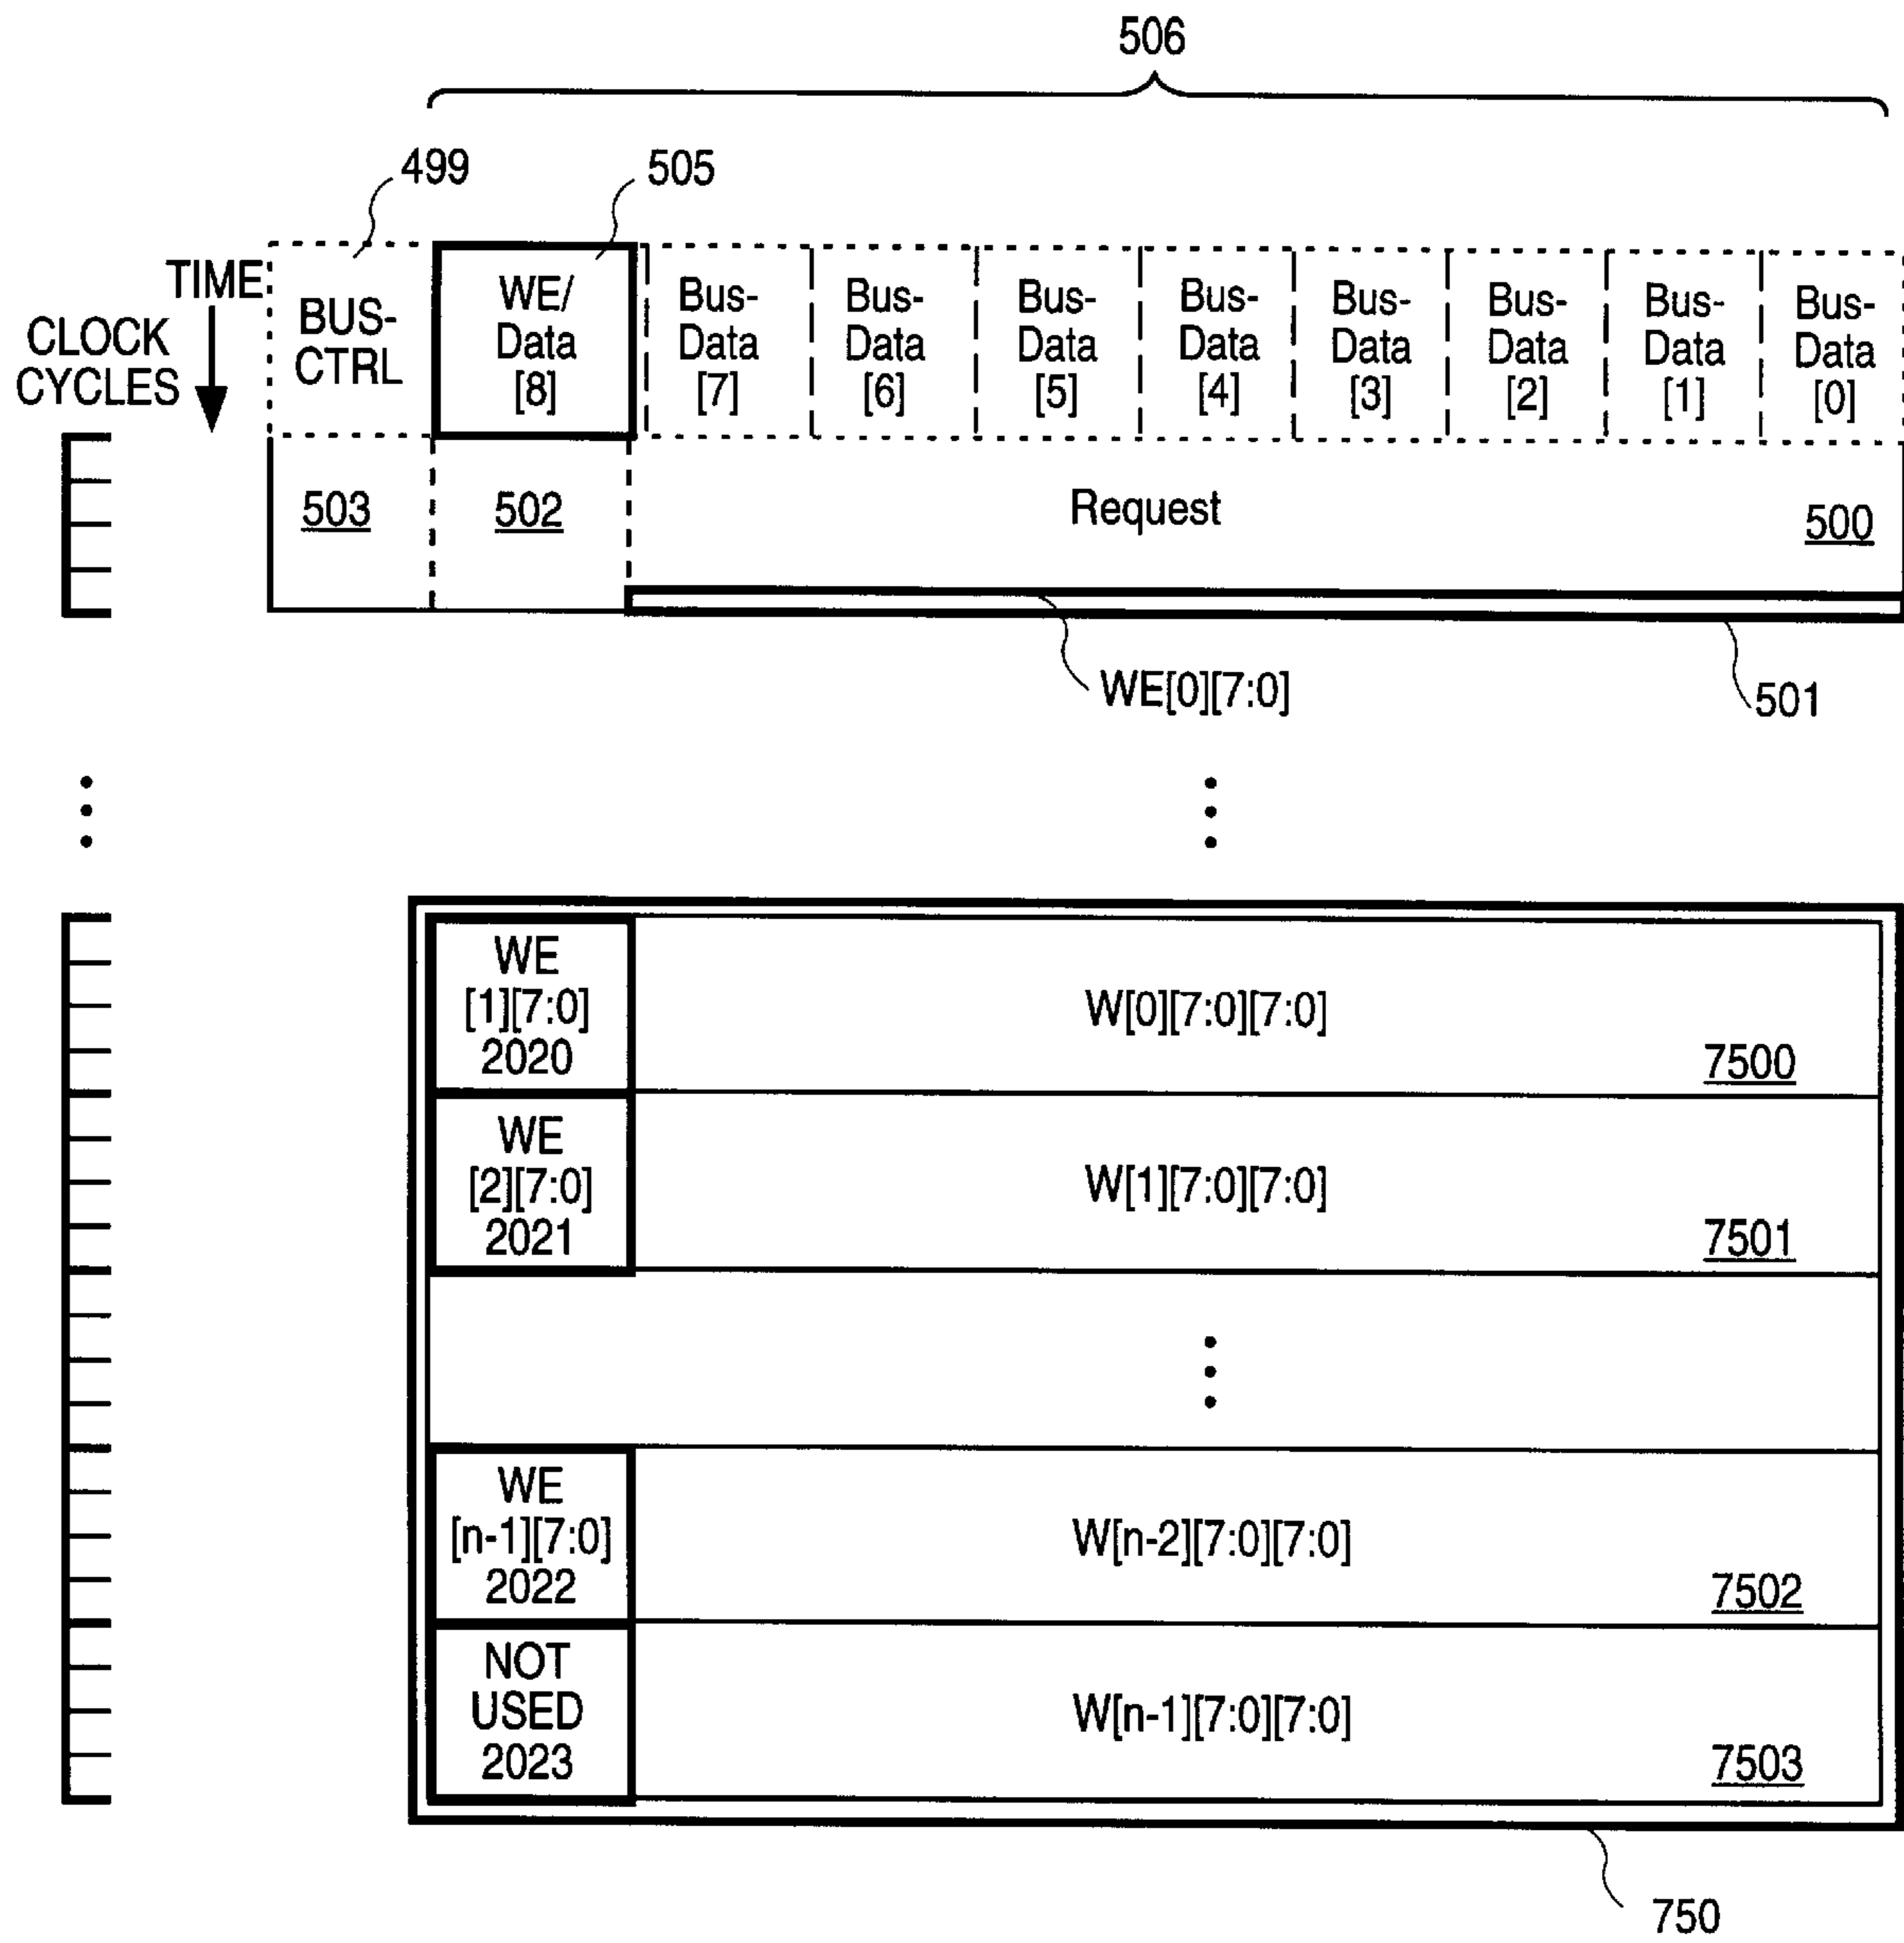 506
499
505
TIME
CLOCK
CYCLES
BUS-
CTRL
WE/
Data
[8]
Bus-
Data
[7]
Bus-
Data
[6]
Bus-
Data
[5]
Bus-
Data
[4]
Bus-
Data
[3]
Bus-
Data
[2]
Bus-
Data
[1]
Bus-
Data
[0]
503
502
Request
500
WE[0][7:0]
501
WE
[1][7:0]
2020
W[0][7:0][7:0]
7500
WE
[2][7:0]
2021
W[1][7:0][7:0]
7501
WE
[n-1][7:0]
2022
W[n-2][7:0][7:0]
7502
NOT
USED
2023
W[n-1][7:0][7:0]
7503
750